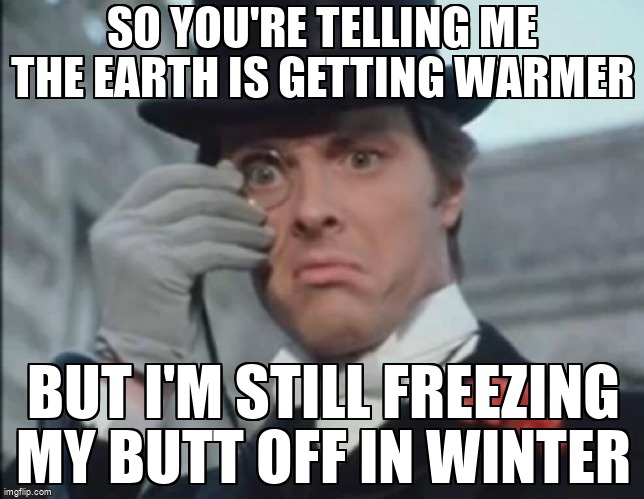 SO YOU'RE TELLING ME
THE EARTH IS GETTING WARMER
BUT I'M STILL FREEZING
MY BUTT OFF IN WINTER
imgflip.com